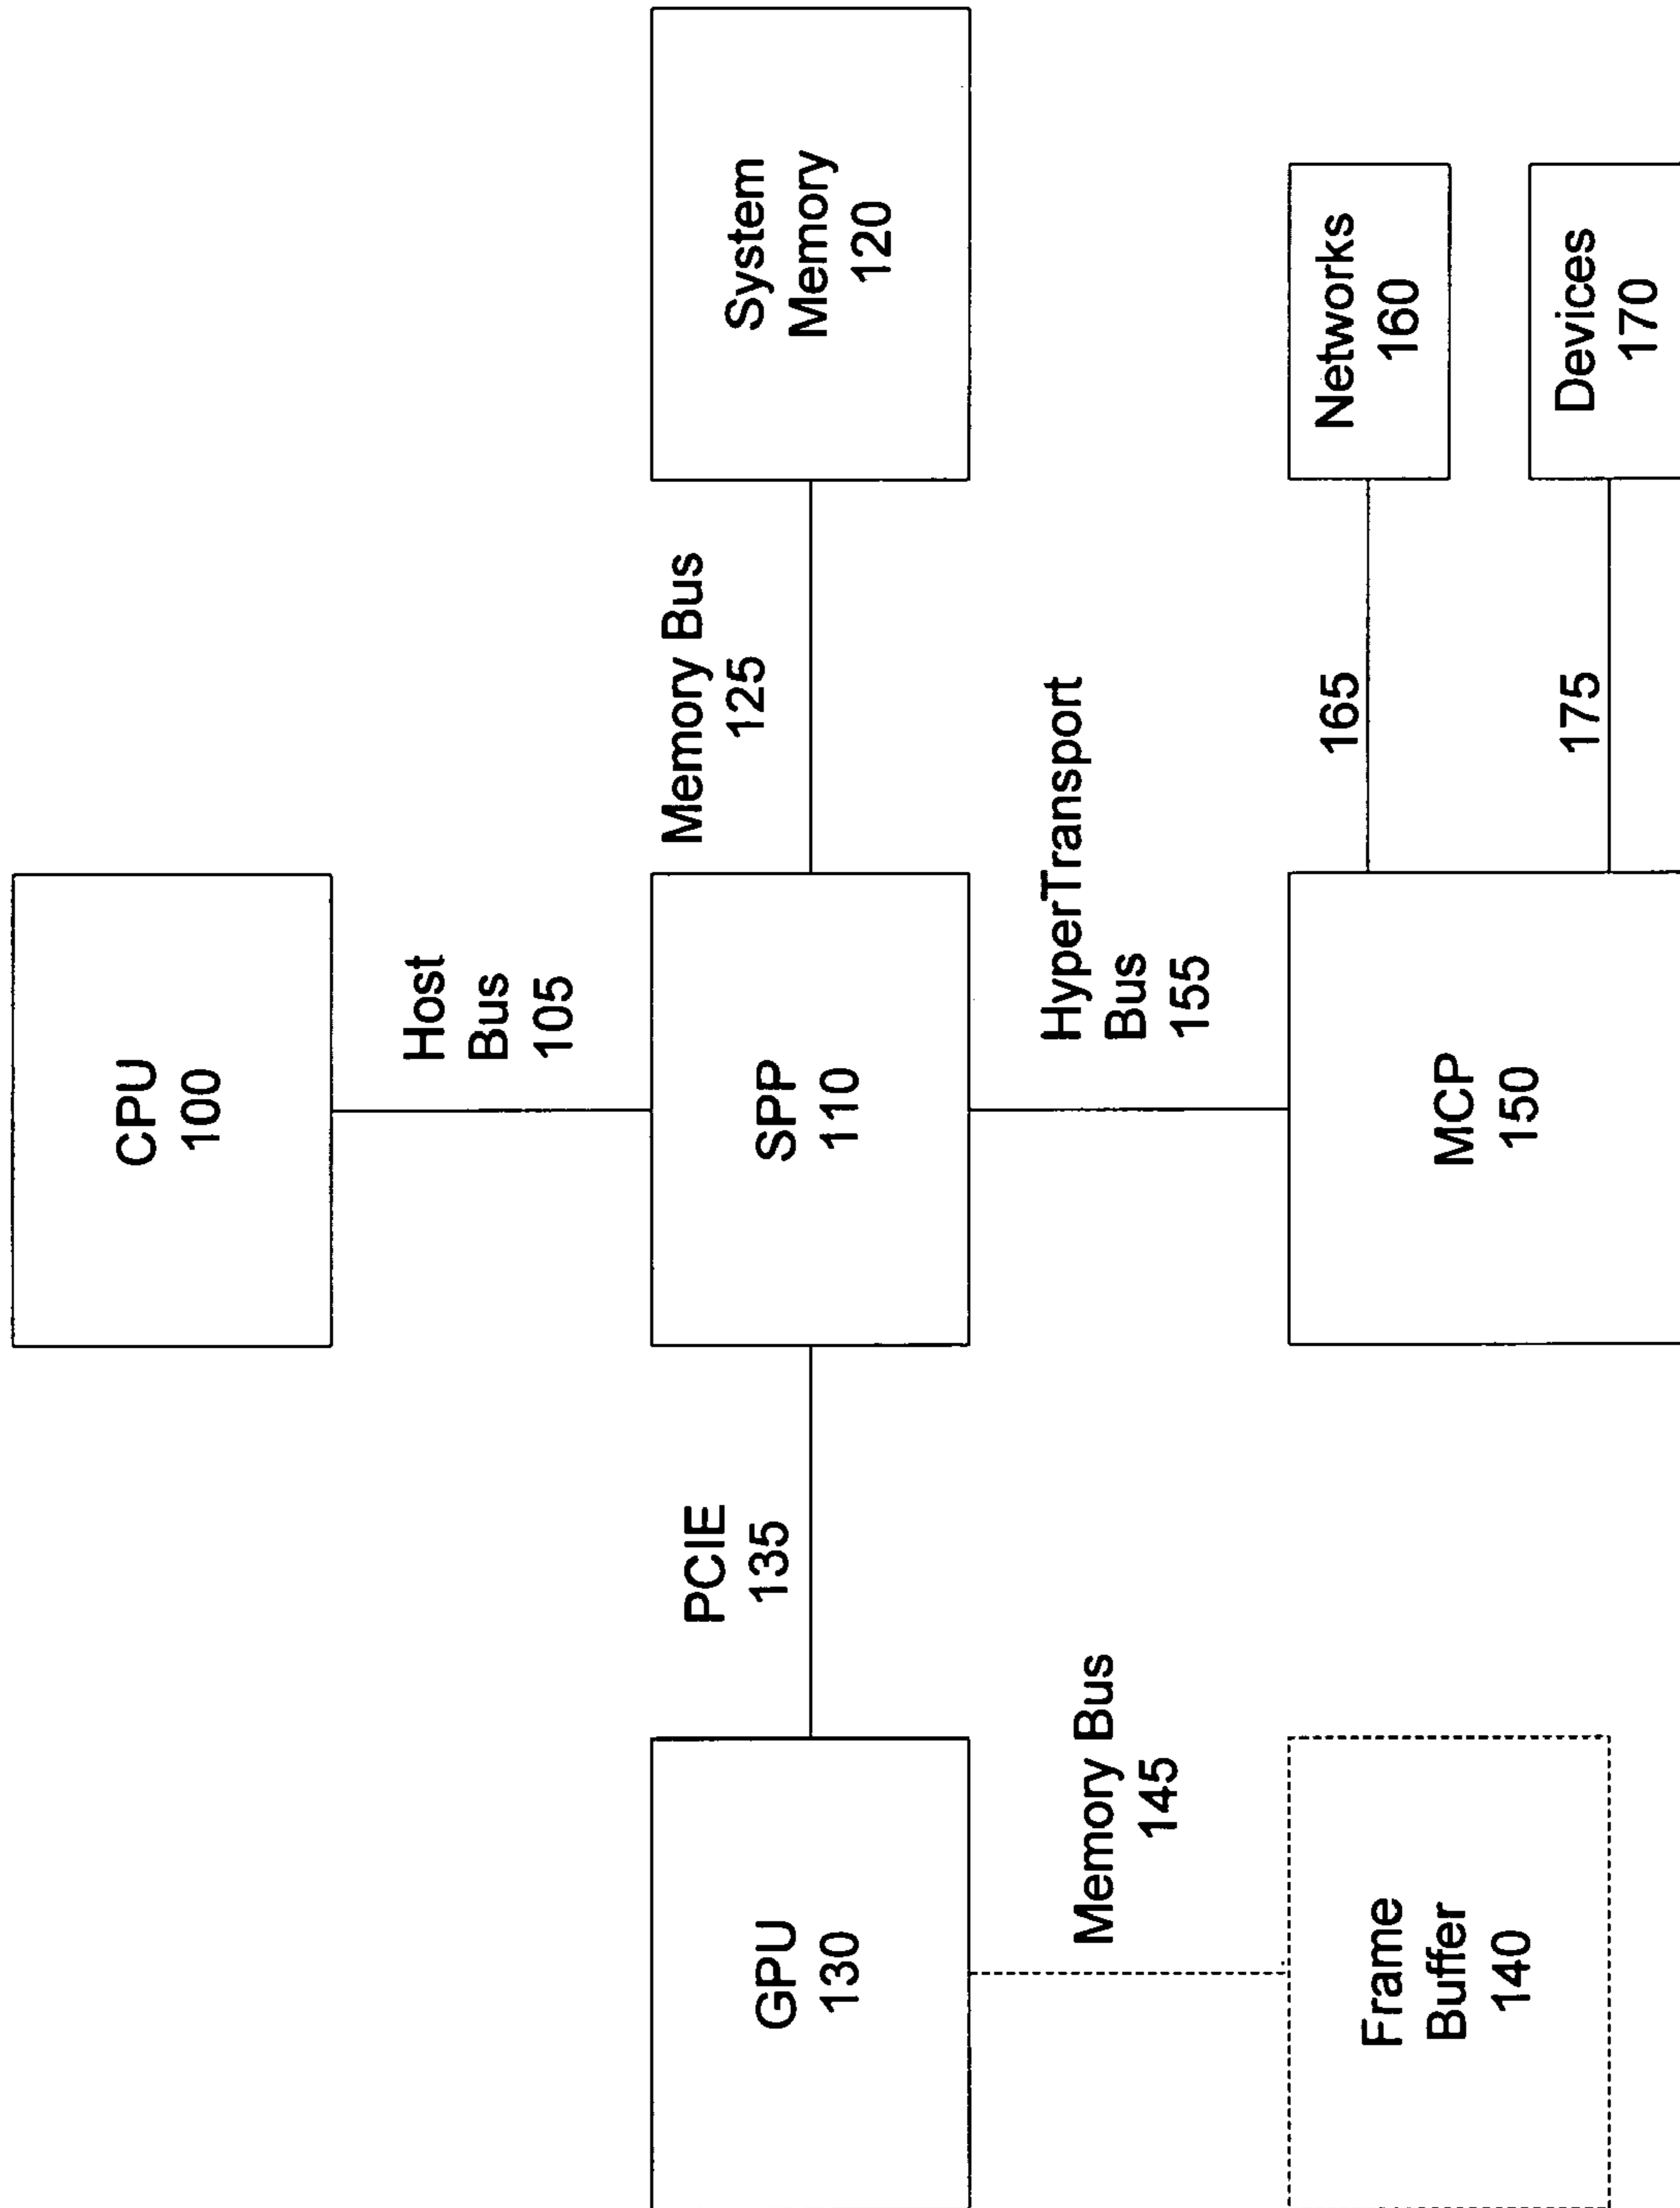 CPU
100
Host
Bus
105
GPU
130
PCIE
135
SPP
110
Memory Bus
125
System
Memory
120
Memory Bus
145
HyperTransport
Bus
155
Frame
Buffer
140
MCP
150
165
Networks
160
175
Devices
170